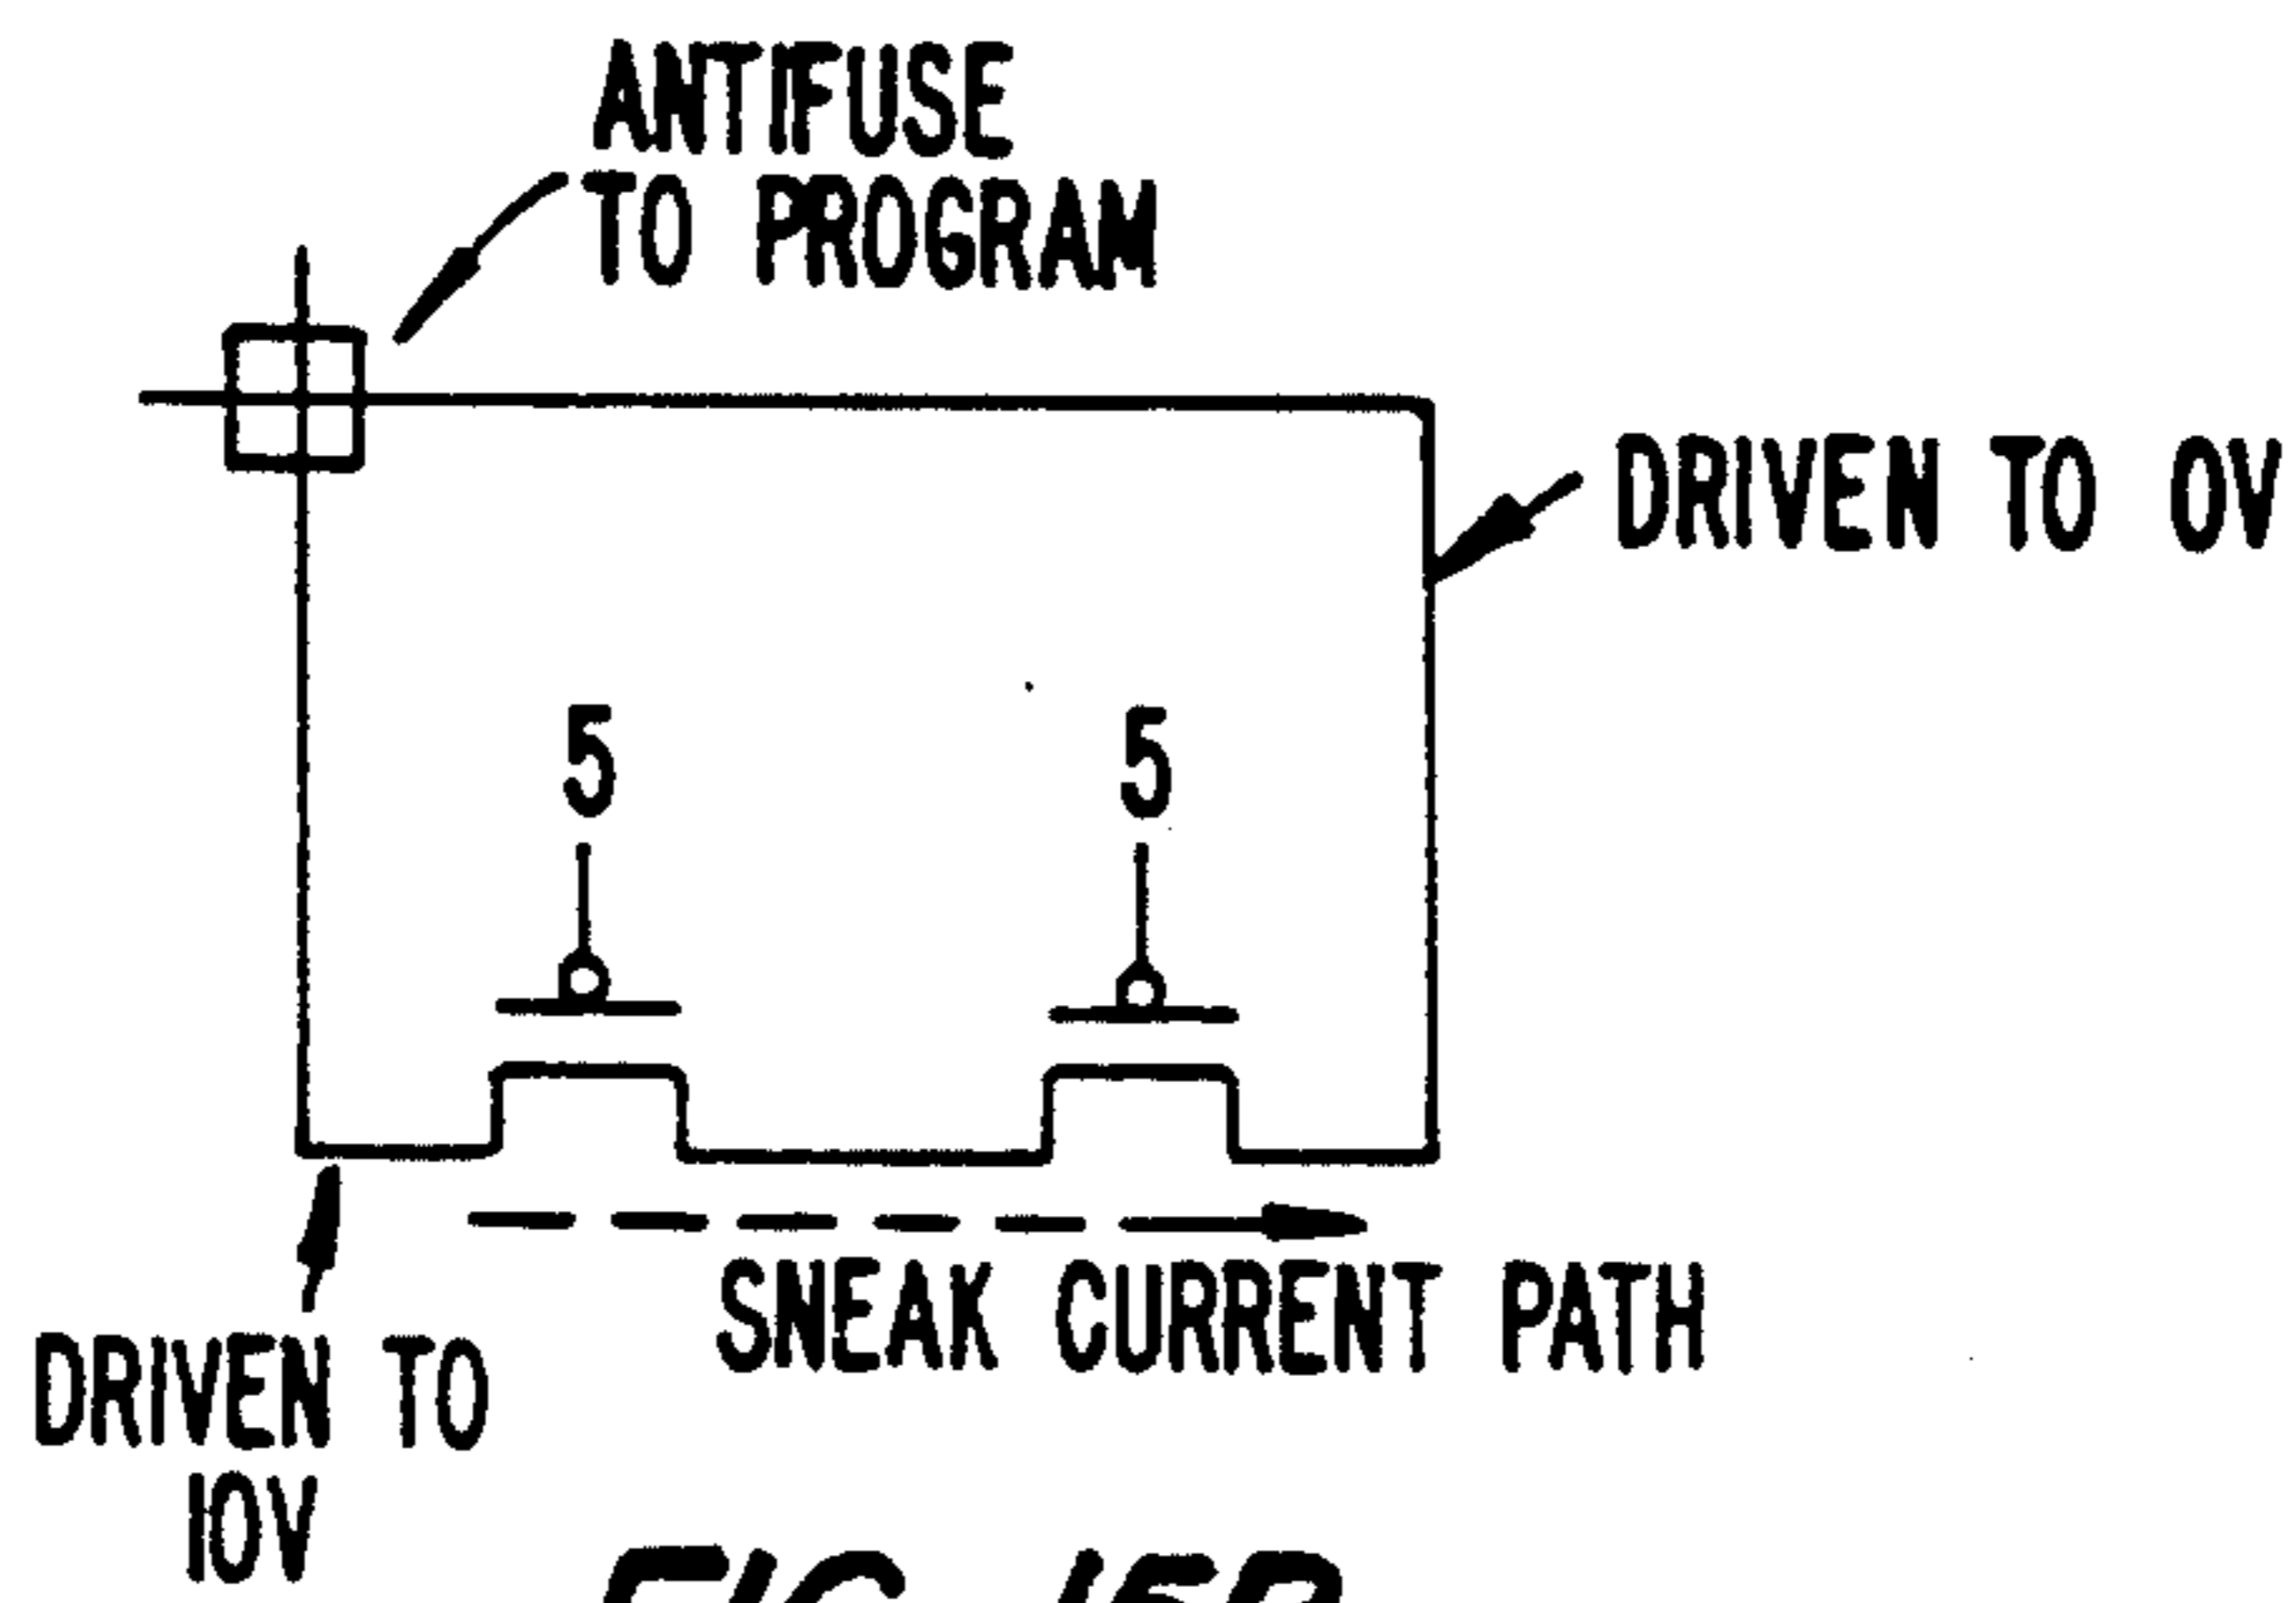 ANTIFUSE
TO PROGRAM
DRIVEN TO 0V
5 5
SNEAK CURRENT PATH
DRIVEN TO
10V